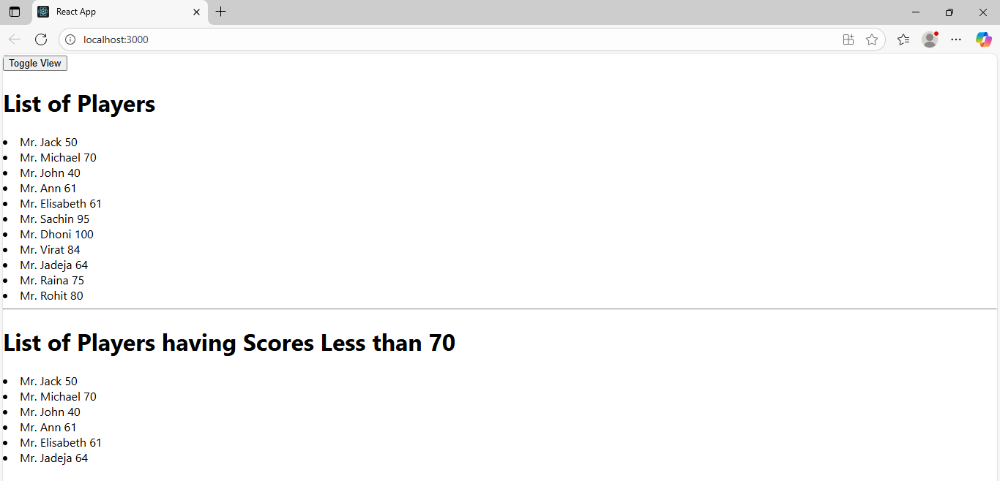 React App
localhost:3000
Toggle View
List of Players
Mr. Jack 50
Mr. Michael 70
Mr. John 40
Mr. Ann 61
Mr. Elisabeth 61
Mr. Sachin 95
Mr. Dhoni 100
Mr. Virat 84
Mr. Jadeja 64
Mr. Raina 75
Mr. Rohit 80
List of Players having Scores Less than 70
Mr. Jack 50
Mr. Michael 70
Mr. John 40
Mr. Ann 61
Mr. Elisabeth 61
Mr. Jadeja 64